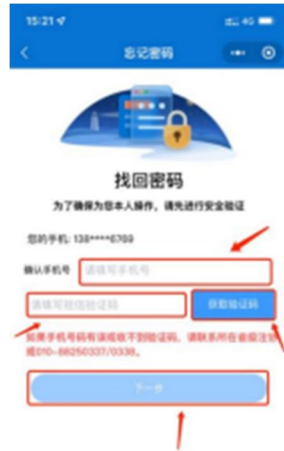 15:21
4G
忘记密码
找回密码
为了确保为您本人操作，请先进行安全验证
您的手机: 138****6769
确认手机号 请填写手机号
请填写短信验证码 获取验证码
如果手机号码有误或收不到验证码，请联系所在省级注册
或010-88250337/0338。
下一步